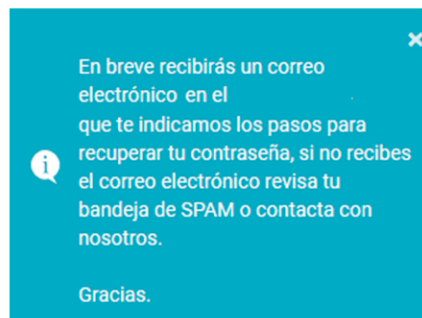 En breve recibirás un correo
electrónico en el
que te indicamos los pasos para
recuperar tu contraseña, si no recibes
el correo electrónico revisa tu
bandeja de SPAM o contacta con
nosotros.
Gracias.